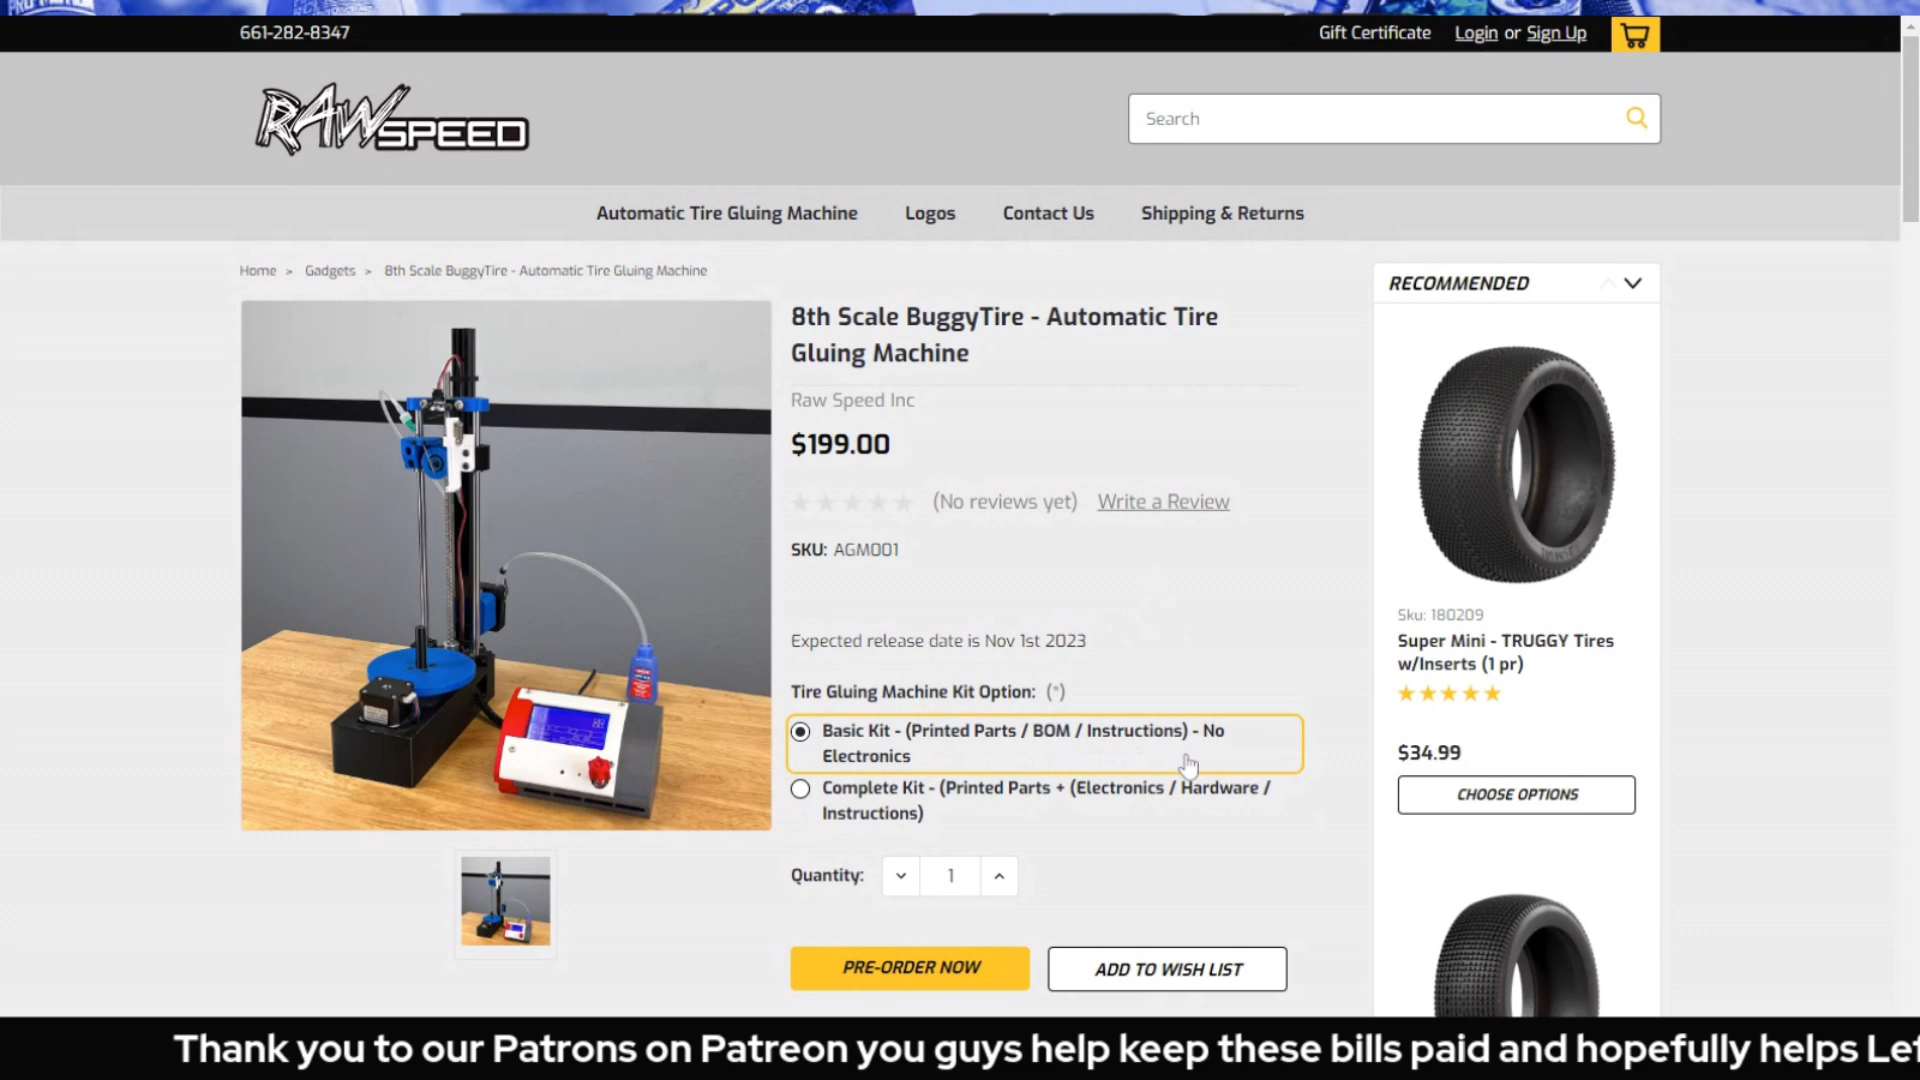 661-282-8347
Gift Certificate
Login or Sign Up
RAWSPEED
Search
Automatic Tire Gluing Machine
Logos
Contact Us
Shipping & Returns
Home > Gadgets > 8th Scale BuggyTire - Automatic Tire Gluing Machine
8th Scale BuggyTire - Automatic Tire
Gluing Machine
Raw Speed Inc
$199.00
(No reviews yet) Write a Review
SKU: AGM001
Expected release date is Nov 1st 2023
Tire Gluing Machine Kit Option: (*)
Basic Kit - (Printed Parts / BOM / Instructions) - No
Electronics
Complete Kit - (Printed Parts + (Electronics / Hardware /
Instructions)
Quantity:
1
PRE-ORDER NOW
ADD TO WISH LIST
RECOMMENDED
Sku: 180209
Super Mini - TRUGGY Tires
w/Inserts (1 pr)
$34.99
CHOOSE OPTIONS
Thank you to our Patrons on Patreon you guys help keep these bills paid and hopefully helps Lef